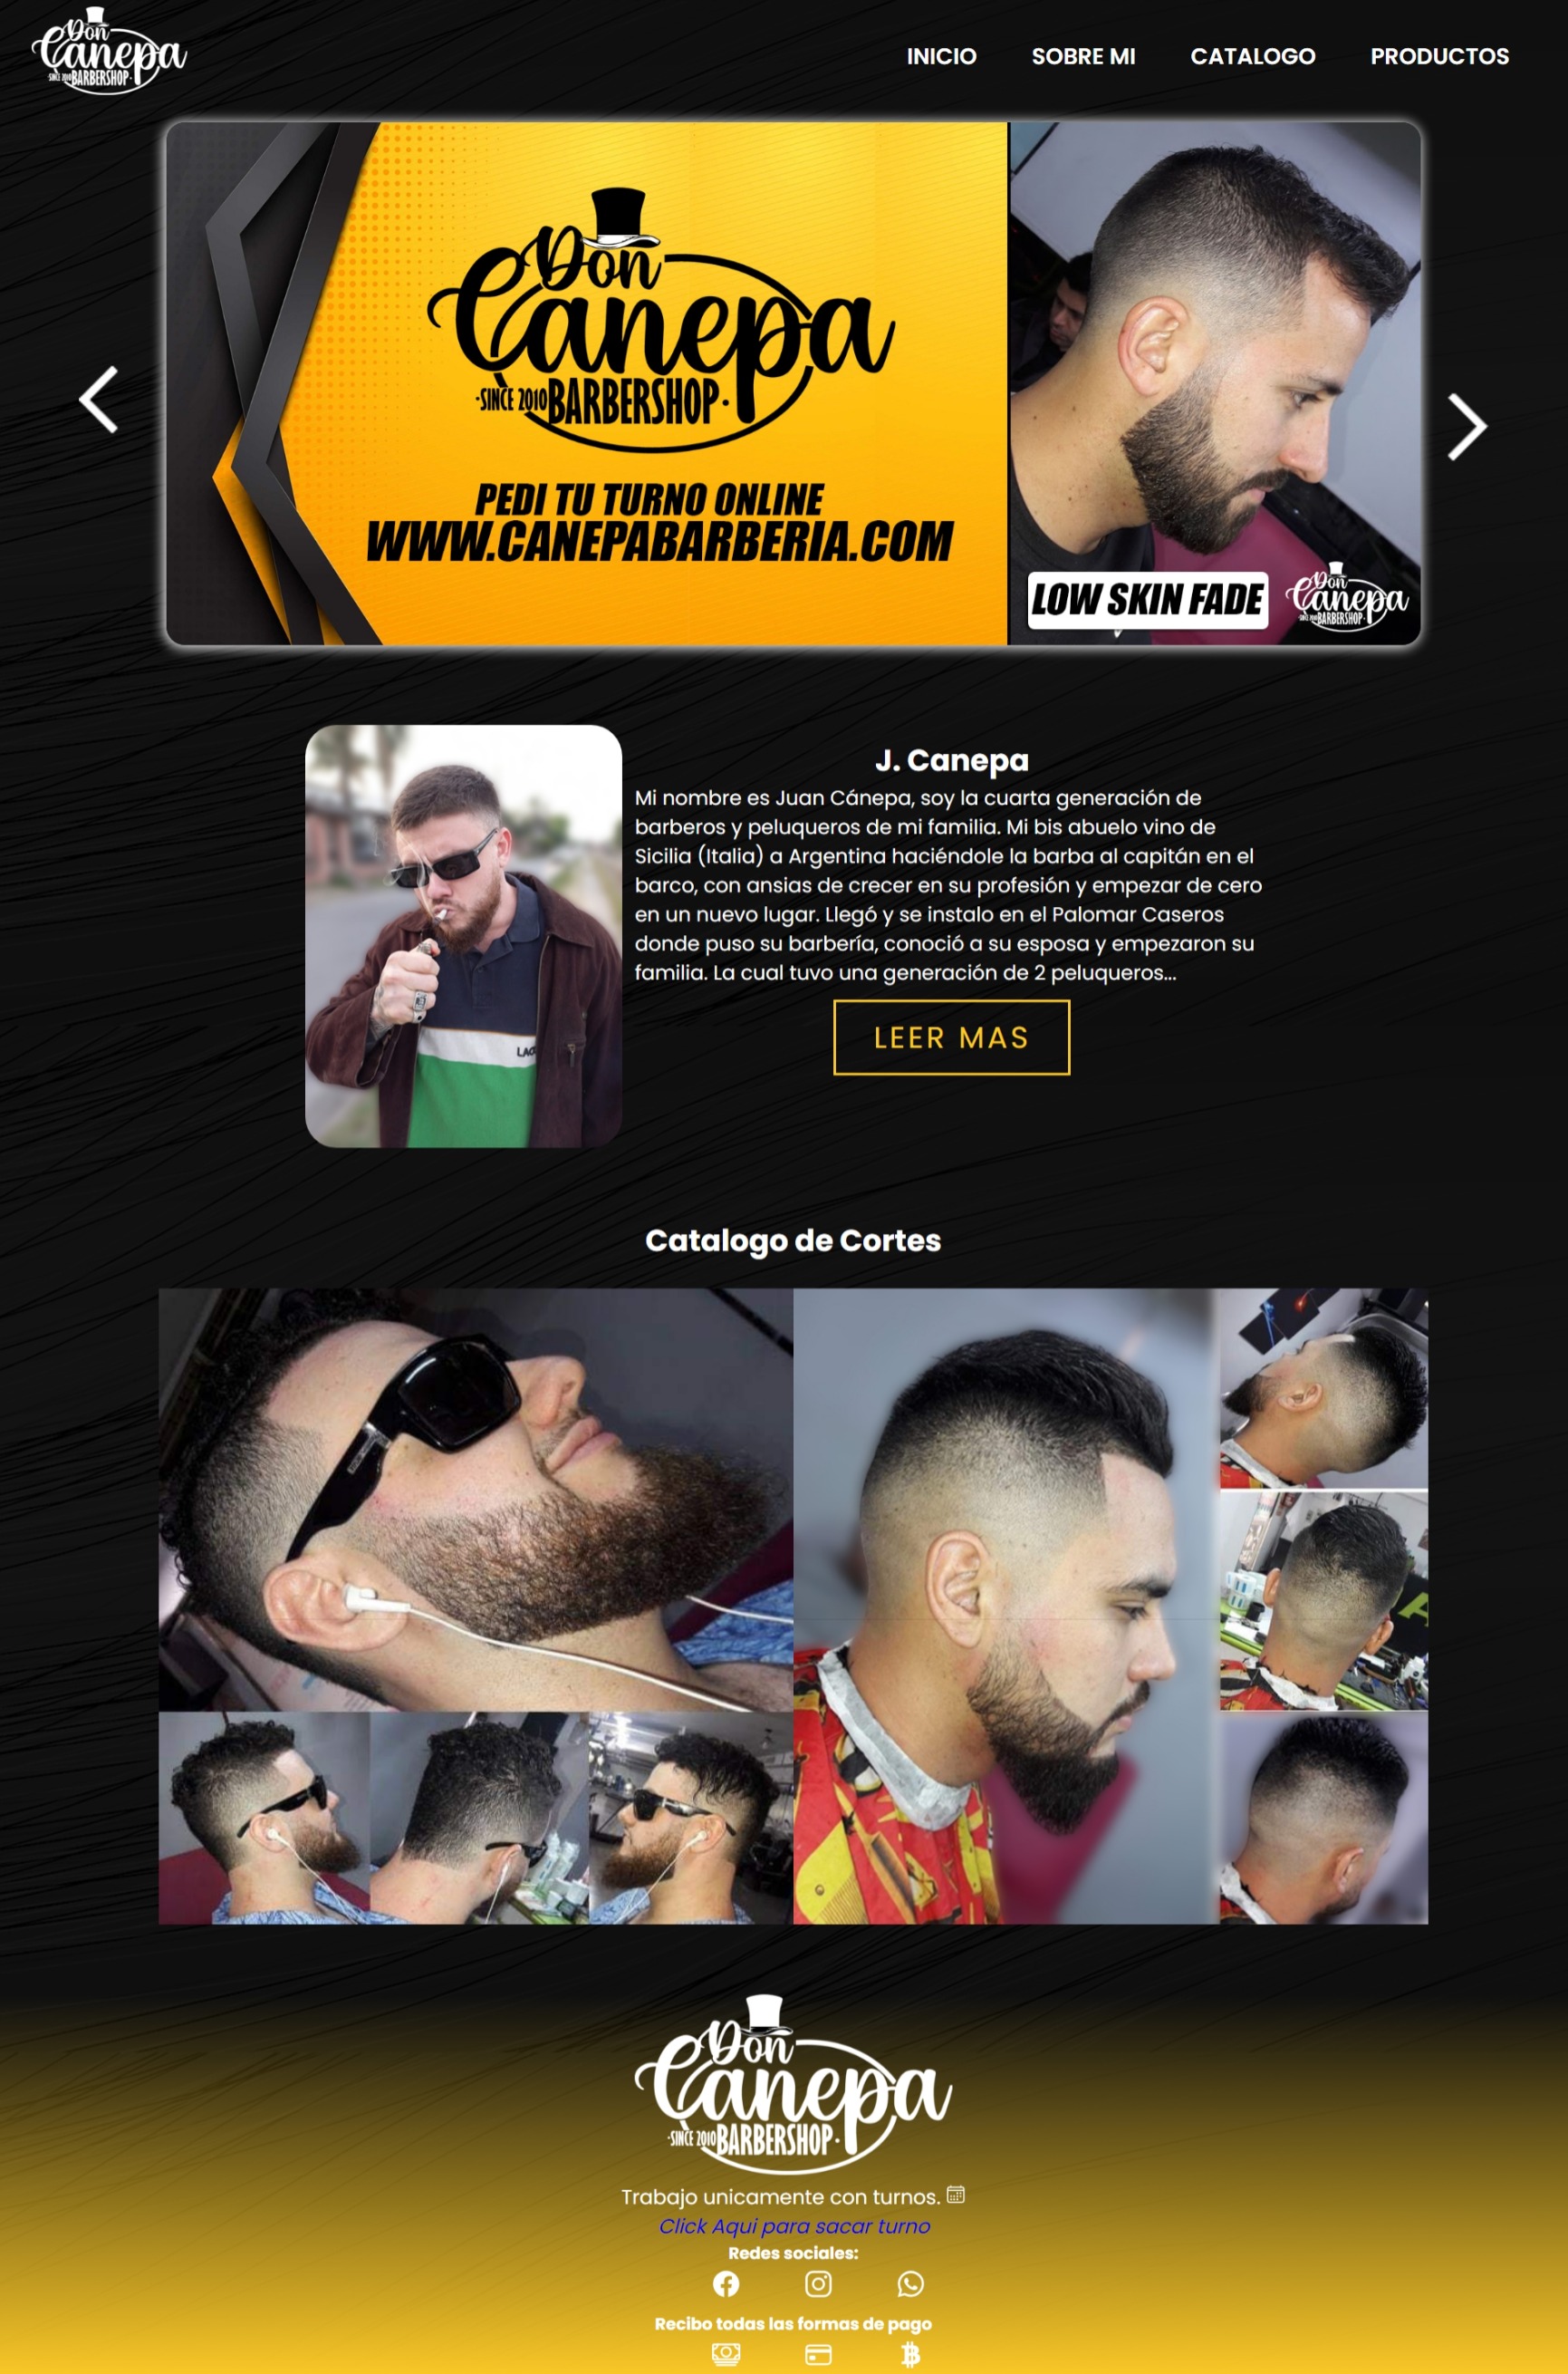 Don
Canepa
·SINCE 2010 BARBERSHOP·
INICIO SOBRE MI CATALOGO PRODUCTOS
Don
Canepa
·SINCE 2010 BARBERSHOP·
PEDI TU TURNO ONLINE
WWW.CANEPABARBERIA.COM
LOW SKIN FADE
Don
Canepa
·SINCE 2010 BARBERSHOP·
J. Canepa
Mi nombre es Juan Cánepa, soy la cuarta generación de
barberos y peluqueros de mi familia. Mi bis abuelo vino de
Sicilia (Italia) a Argentina haciéndole la barba al capitán en el
barco, con ansias de crecer en su profesión y empezar de cero
en un nuevo lugar. Llegó y se instalo en el Palomar Caseros
donde puso su barbería, conoció a su esposa y empezaron su
familia. La cual tuvo una generación de 2 peluqueros...
LEER MAS
Catalogo de Cortes
Don
Canepa
·SINCE 2010 BARBERSHOP·
Trabajo unicamente con turnos.
Click Aqui para sacar turno
Redes sociales:
Recibo todas las formas de pago